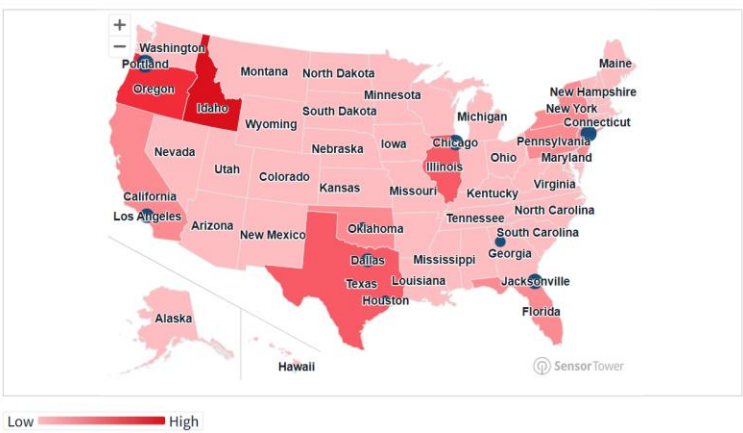 +
−
Washington
Portland
Oregon
Idaho
Montana
North Dakota
Minnesota
Maine
New Hampshire
New York
Connecticut
South Dakota
Wyoming
Michigan
Pennsylvania
Nebraska
Iowa
Chicago
Nevada
Illinois
Ohio
Maryland
Utah
Colorado
Kansas
Missouri
Kentucky
Virginia
California
Los Angeles
Arizona
New Mexico
Oklahoma
Tennessee
North Carolina
South Carolina
Dallas
Mississippi
Georgia
Texas
Louisiana
Jacksonville
Houston
Florida
Alaska
Hawaii
SensorTower
Low High